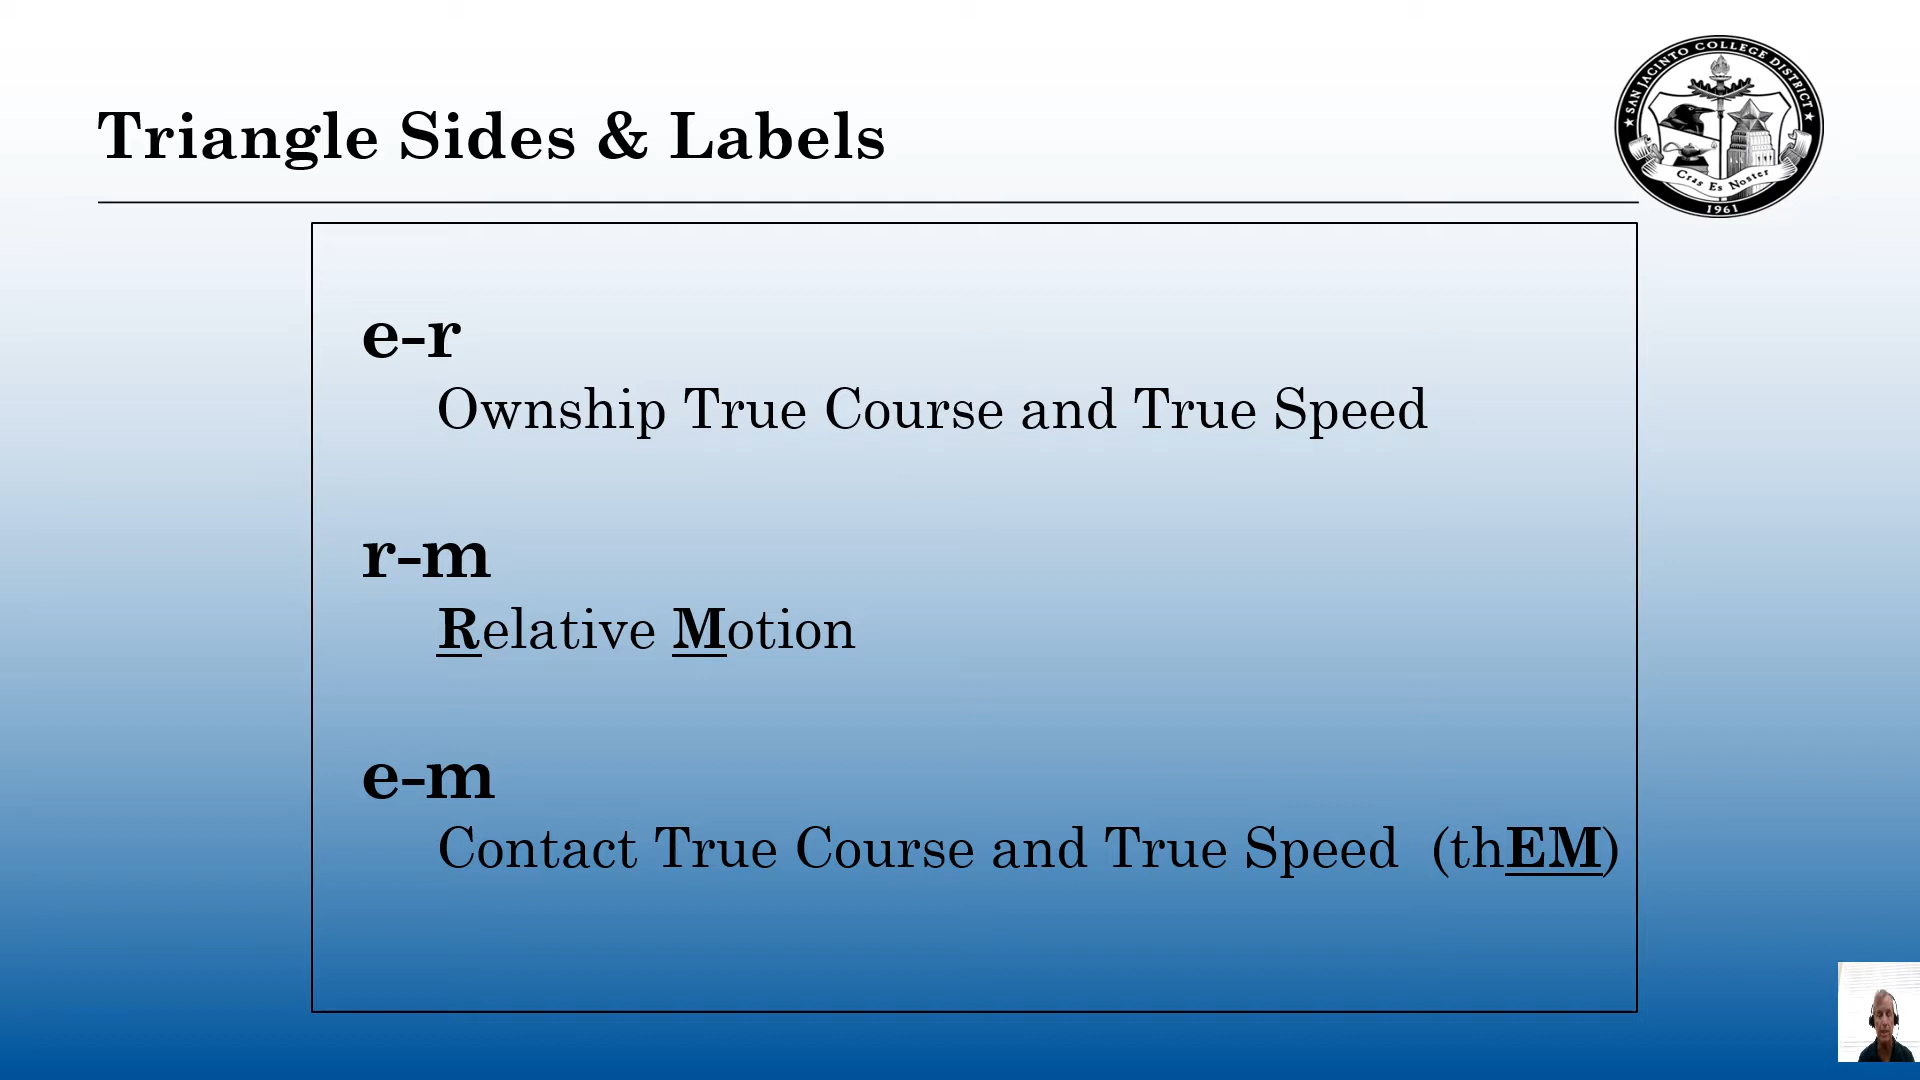 Triangle Sides & Labels
★ SAN JACINTO COLLEGE DISTRICT ★
Cras Es Noster
1961
e-r
Ownship True Course and True Speed
r-m
Relative Motion
e-m
Contact True Course and True Speed (thEM)